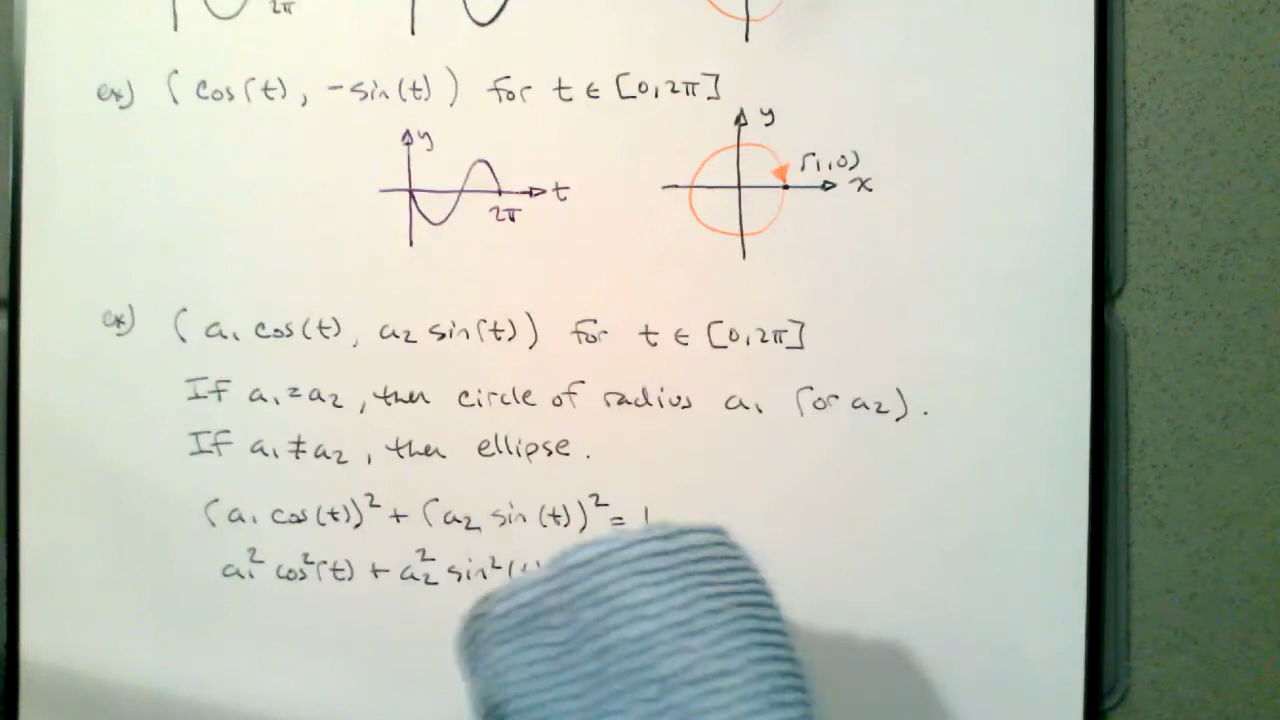 2π
ex) (cos(t), -sin(t)) for t ∈ [0,2π]
y
y
(1,0)
t
x
2π
ex) (a₁ cos(t), a₂ sin(t)) for t ∈ [0,2π]
If a₁=a₂, then circle of radius a₁ (or a₂).
If a₁≠a₂, then ellipse.
(a₁ cos(t))² + (a₂ sin(t))² = 1
a₁² cos²(t) + a₂² sin²(